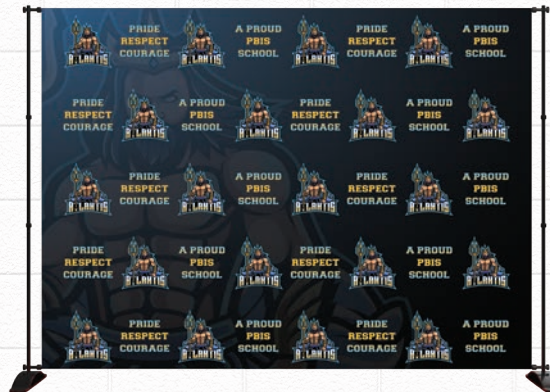 ATLANTIS
PRIDE
RESPECT
COURAGE
ATLANTIS
A PROUD
PBIS
SCHOOL
ATLANTIS
PRIDE
RESPECT
COURAGE
ATLANTIS
A PROUD
PBIS
SCHOOL
PRIDE
RESPECT
COURAGE
ATLANTIS
A PROUD
PBIS
SCHOOL
ATLANTIS
PRIDE
RESPECT
COURAGE
ATLANTIS
A PROUD
PBIS
SCHOOL
ATLANTIS
ATLANTIS
PRIDE
RESPECT
COURAGE
ATLANTIS
A PROUD
PBIS
SCHOOL
ATLANTIS
PRIDE
RESPECT
COURAGE
ATLANTIS
A PROUD
PBIS
SCHOOL
PRIDE
RESPECT
COURAGE
ATLANTIS
A PROUD
PBIS
SCHOOL
ATLANTIS
PRIDE
RESPECT
COURAGE
ATLANTIS
A PROUD
PBIS
SCHOOL
ATLANTIS
ATLANTIS
PRIDE
RESPECT
COURAGE
ATLANTIS
A PROUD
PBIS
SCHOOL
ATLANTIS
PRIDE
RESPECT
COURAGE
ATLANTIS
A PROUD
PBIS
SCHOOL